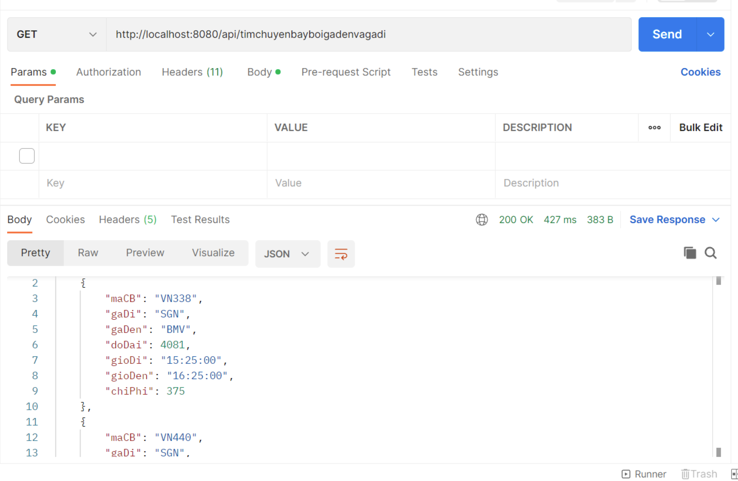 GET http://localhost:8080/api/timchuyenbayboigadenvagadi Send
Params Authorization Headers (11) Body Pre-request Script Tests Settings Cookies
Query Params
KEY VALUE DESCRIPTION Bulk Edit
Key Value Description
Body Cookies Headers (5) Test Results 200 OK 427 ms 383 B Save Response
Pretty Raw Preview Visualize JSON
2 {
3 "maCB": "VN338",
4 "gaDi": "SGN",
5 "gaDen": "BMV",
6 "doDai": 4081,
7 "gioDi": "15:25:00",
8 "gioDen": "16:25:00",
9 "chiPhi": 375
10 },
11 {
12 "maCB": "VN440",
13 "gaDi": "SGN",
Runner Trash